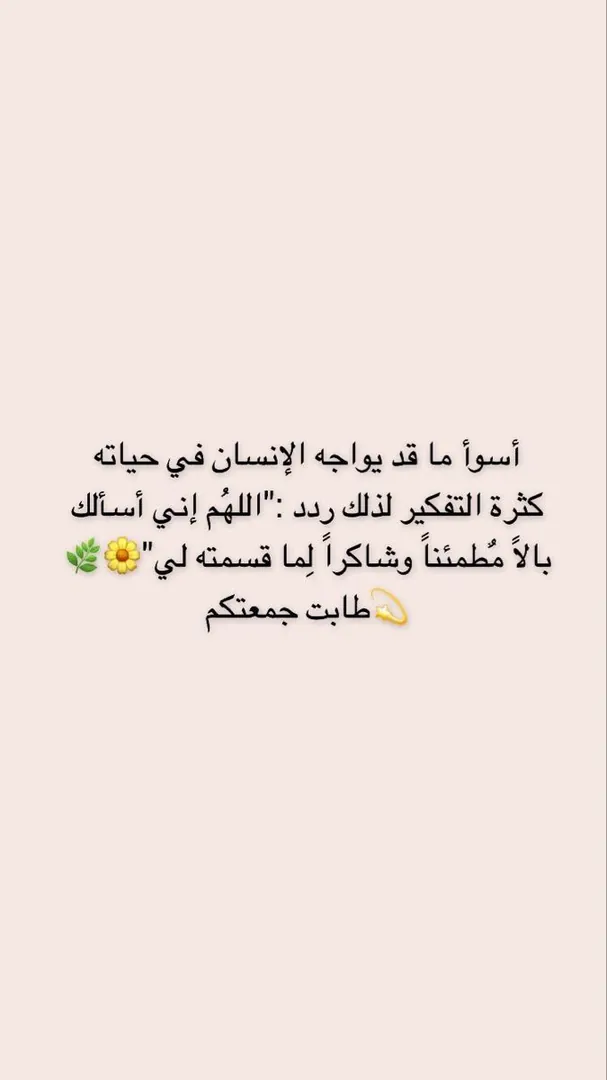 أسوأ ما قد يواجه الإنسان في حياته
كثرة التفكير لذلك ردد :"اللهُم إني أسألك
بالاً مُطمئناً وشاكراً لِما قسمته لي"🌼🌿
💫طابت جمعتكم